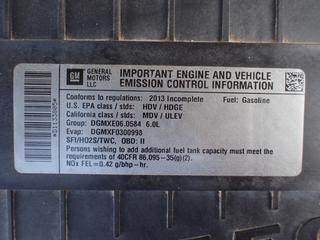 GM
GENERAL
MOTORS
LLC
IMPORTANT ENGINE AND VEHICLE
EMISSION CONTROL INFORMATION
Conforms to regulations: 2013 Incomplete Fuel: Gasoline
U.S. EPA class / stds: HDV / HDGE
California class / stds: MDV / ULEV
Group: DGMXE06.0584 6.0L
Evap: DGMXF0300998
SFI/HO2S/TWC, OBD: II
Persons wishing to add additional fuel tank capacity must meet the
requirements of 40CFR 86.095-35(g)(2).
NOx FEL=0.42 g/bhp-hr.